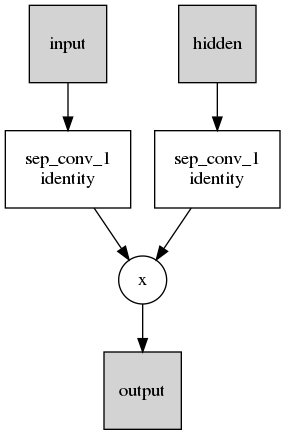 input
hidden
sep_conv_1
identity
sep_conv_1
identity
x
output